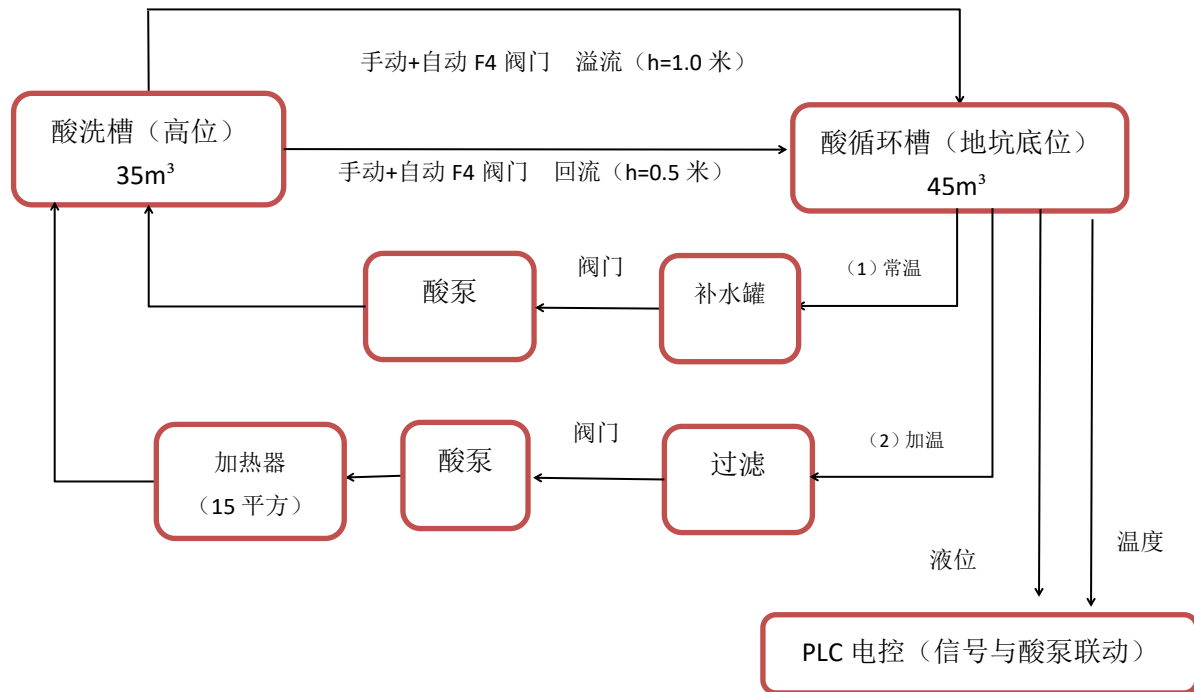 手动+自动 F4 阀门 溢流（h=1.0 米）
酸洗槽（高位）
35m³
酸循环槽（地坑底位）
45m³
手动+自动 F4 阀门 回流（h=0.5 米）
酸泵
阀门
补水罐
（1）常温
加热器
（15 平方）
酸泵
阀门
过滤
（2）加温
液位
温度
PLC 电控（信号与酸泵联动）